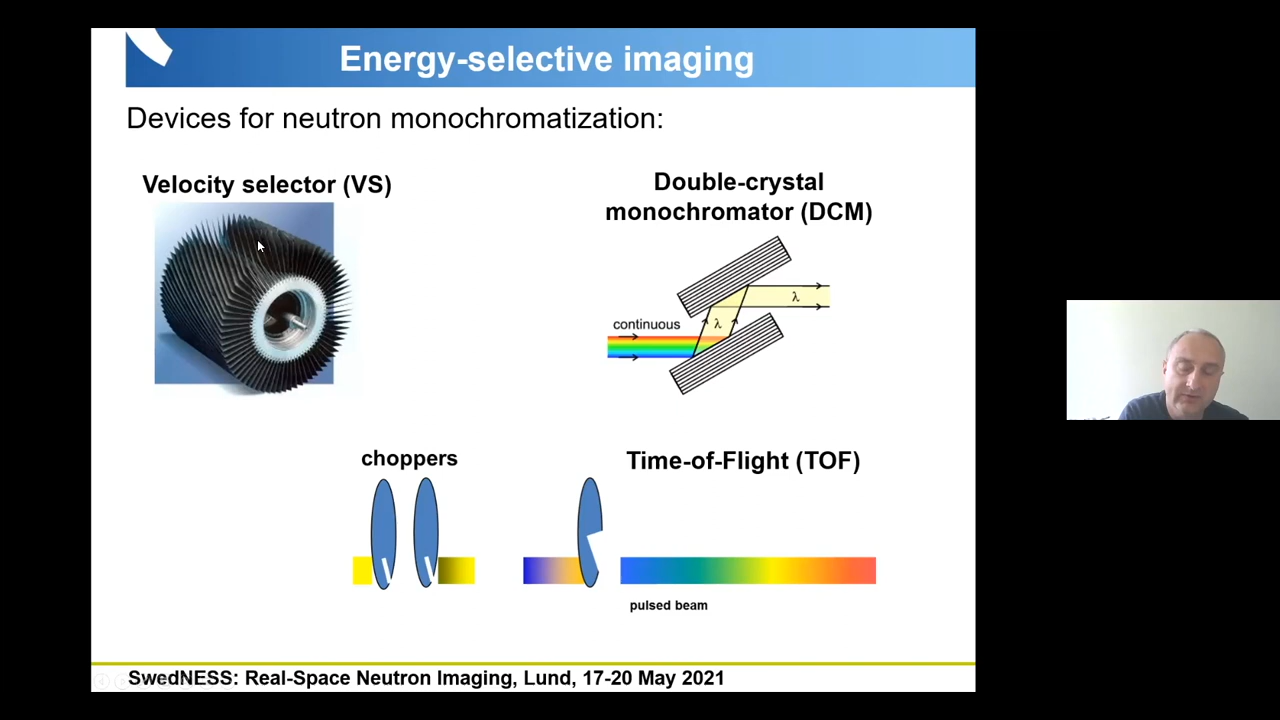 Energy-selective imaging
Devices for neutron monochromatization:
Velocity selector (VS)
Double-crystal
monochromator (DCM)
continuous
λ
λ
choppers
Time-of-Flight (TOF)
pulsed beam
SwedNESS: Real-Space Neutron Imaging, Lund, 17-20 May 2021